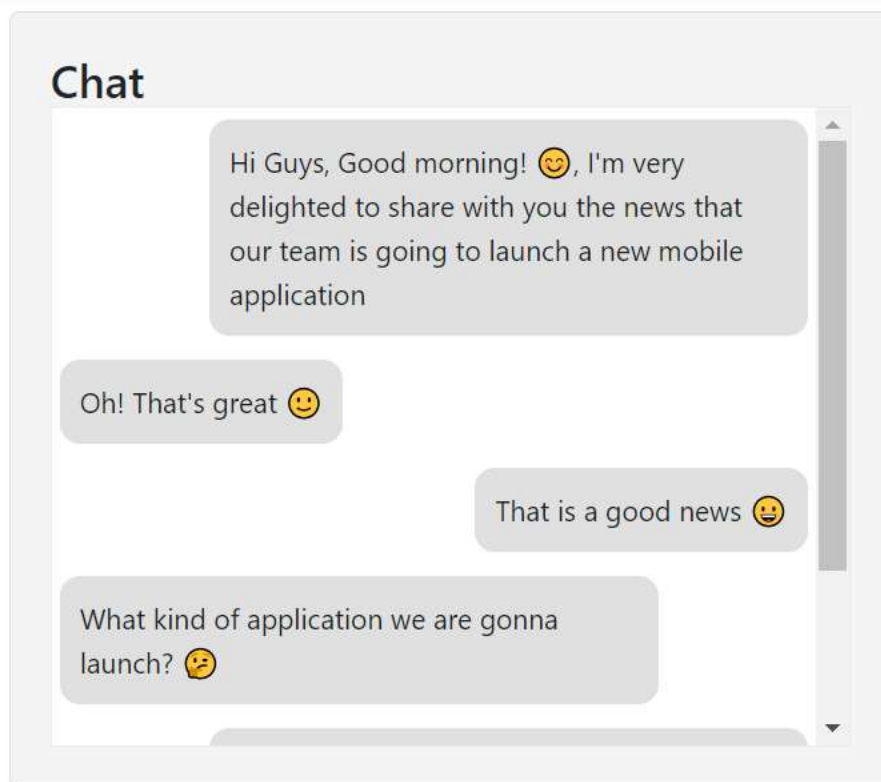 Chat
Hi Guys, Good morning! 😊, I'm very
delighted to share with you the news that
our team is going to launch a new mobile
application
Oh! That's great 🙂
That is a good news 😀
What kind of application we are gonna
launch? 🤔